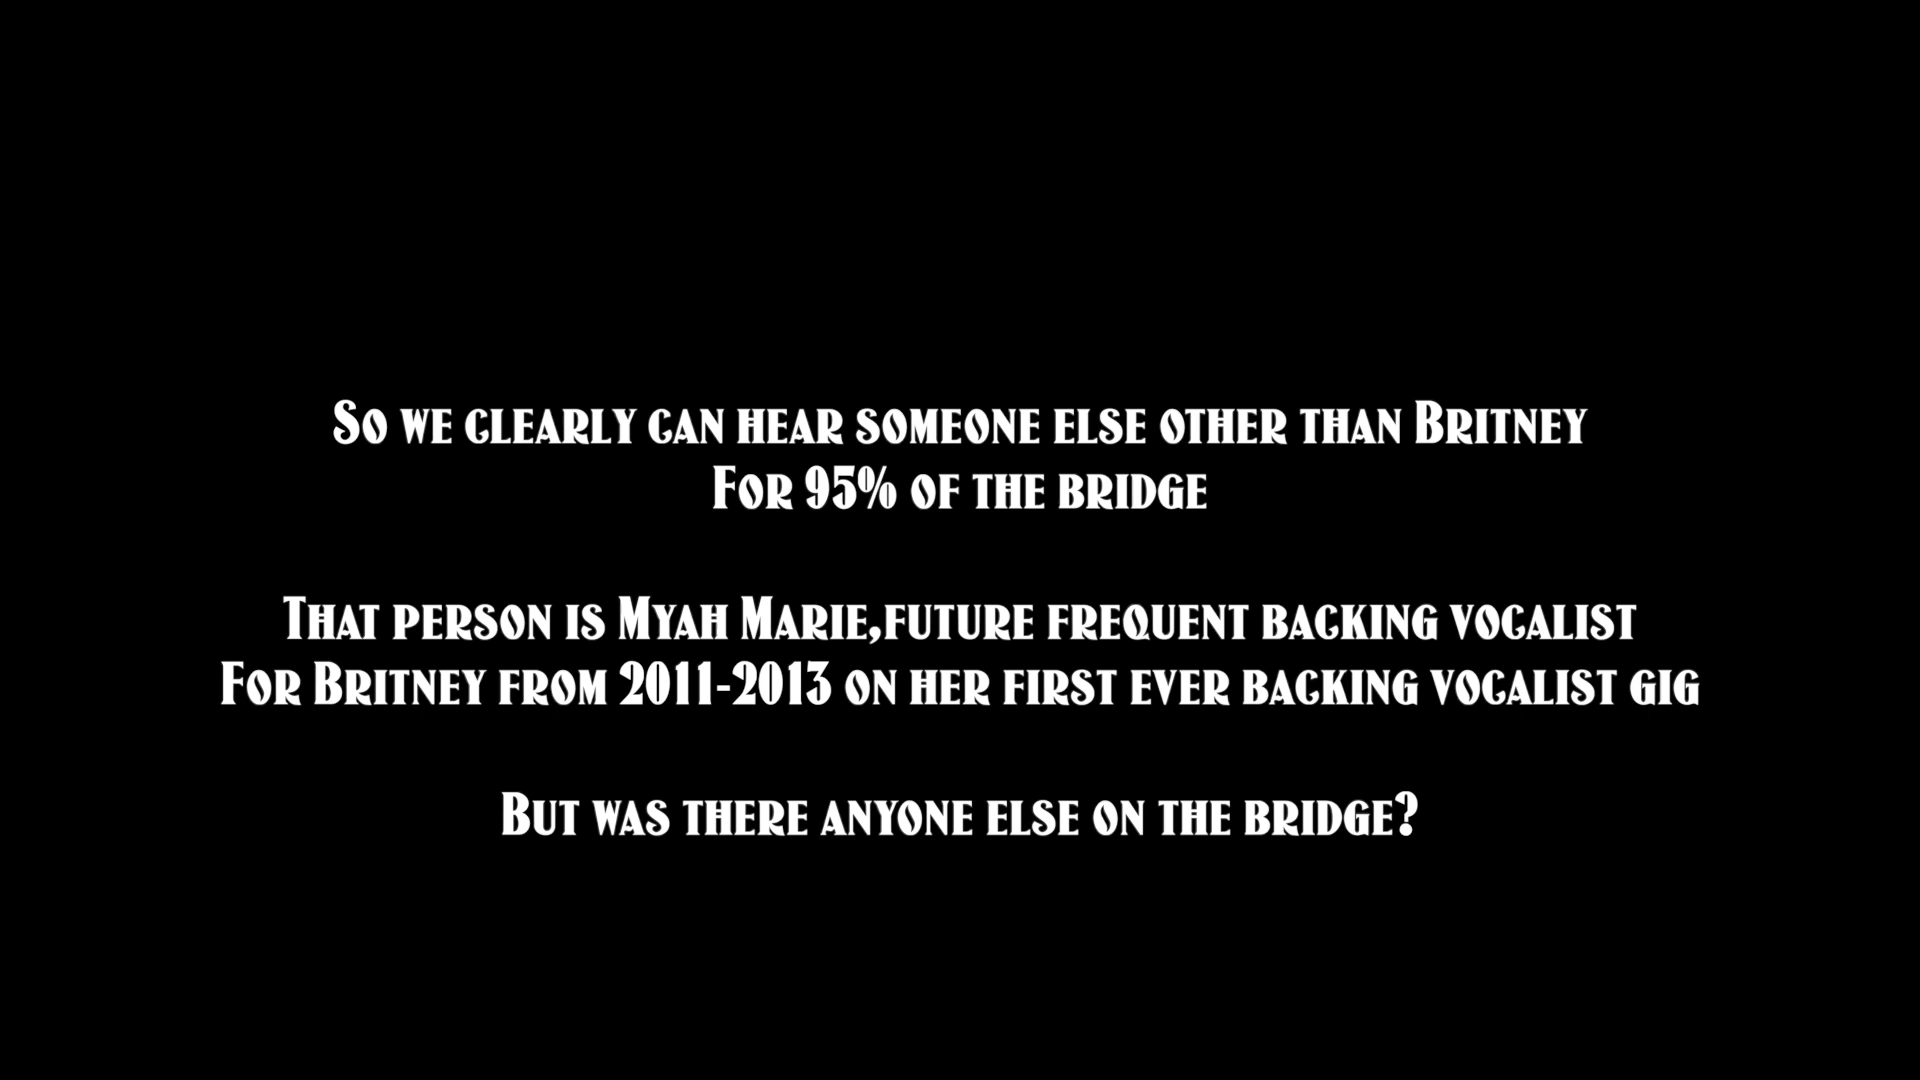 So we clearly can hear someone else other than Britney
For 95% of the bridge
That person is Myah Marie,future frequent backing vocalist
For Britney from 2011-2013 on her first ever backing vocalist gig
But was there anyone else on the bridge?